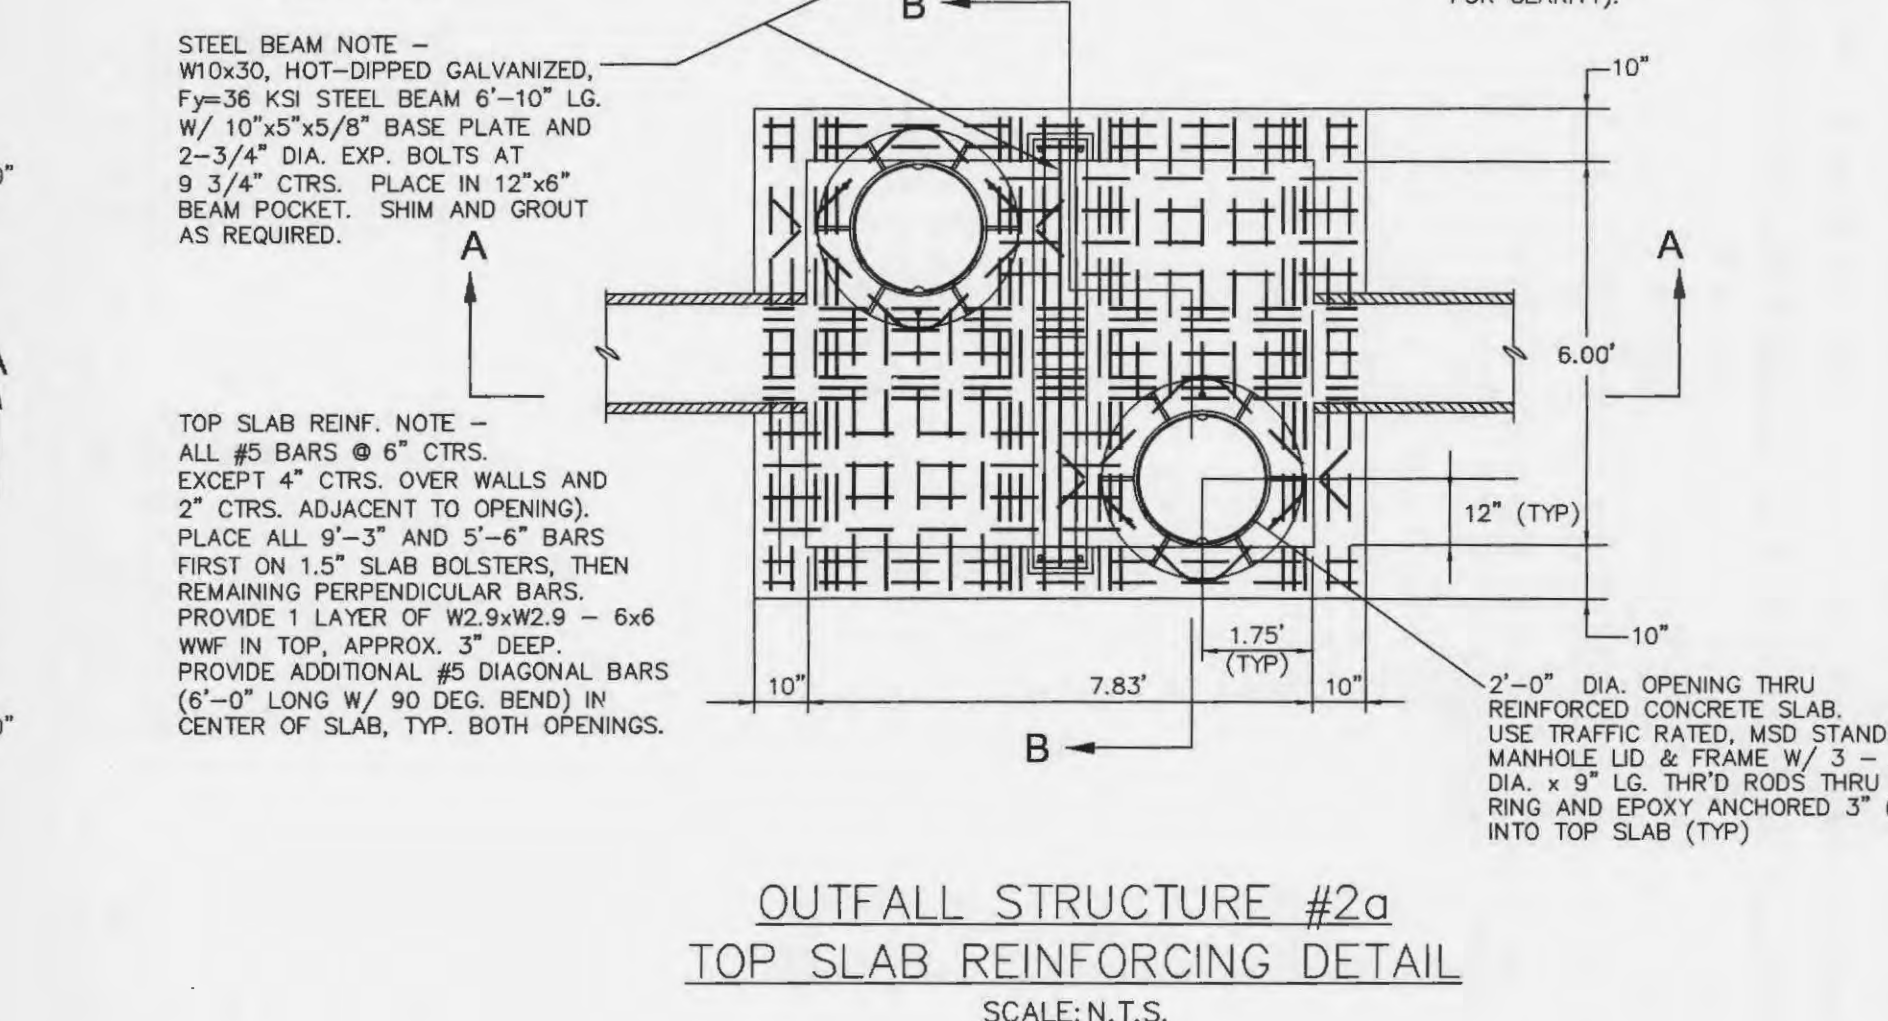 B
STEEL BEAM NOTE –
W10x30, HOT–DIPPED GALVANIZED,
Fy=36 KSI STEEL BEAM 6'–10" LG.
W/ 10"x5"x5/8" BASE PLATE AND
2–3/4" DIA. EXP. BOLTS AT
9 3/4" CTRS. PLACE IN 12"x6"
BEAM POCKET. SHIM AND GROUT
AS REQUIRED.
A
10"
A
6.00'
TOP SLAB REINF. NOTE –
ALL #5 BARS @ 6" CTRS.
EXCEPT 4" CTRS. OVER WALLS AND
2" CTRS. ADJACENT TO OPENING).
PLACE ALL 9'–3" AND 5'–6" BARS
FIRST ON 1.5" SLAB BOLSTERS, THEN
REMAINING PERPENDICULAR BARS.
PROVIDE 1 LAYER OF W2.9xW2.9 – 6x6
WWF IN TOP, APPROX. 3" DEEP.
PROVIDE ADDITIONAL #5 DIAGONAL BARS
(6'–0" LONG W/ 90 DEG. BEND) IN
CENTER OF SLAB, TYP. BOTH OPENINGS.
12" (TYP)
10"
1.75'
(TYP)
10"
7.83'
10"
B
2'–0" DIA. OPENING THRU
REINFORCED CONCRETE SLAB.
USE TRAFFIC RATED, MSD STAND
MANHOLE LID & FRAME W/ 3 –
DIA. x 9" LG. THR'D RODS THRU
RING AND EPOXY ANCHORED 3"
INTO TOP SLAB (TYP)
OUTFALL STRUCTURE #2a
TOP SLAB REINFORCING DETAIL
SCALE: N.T.S.